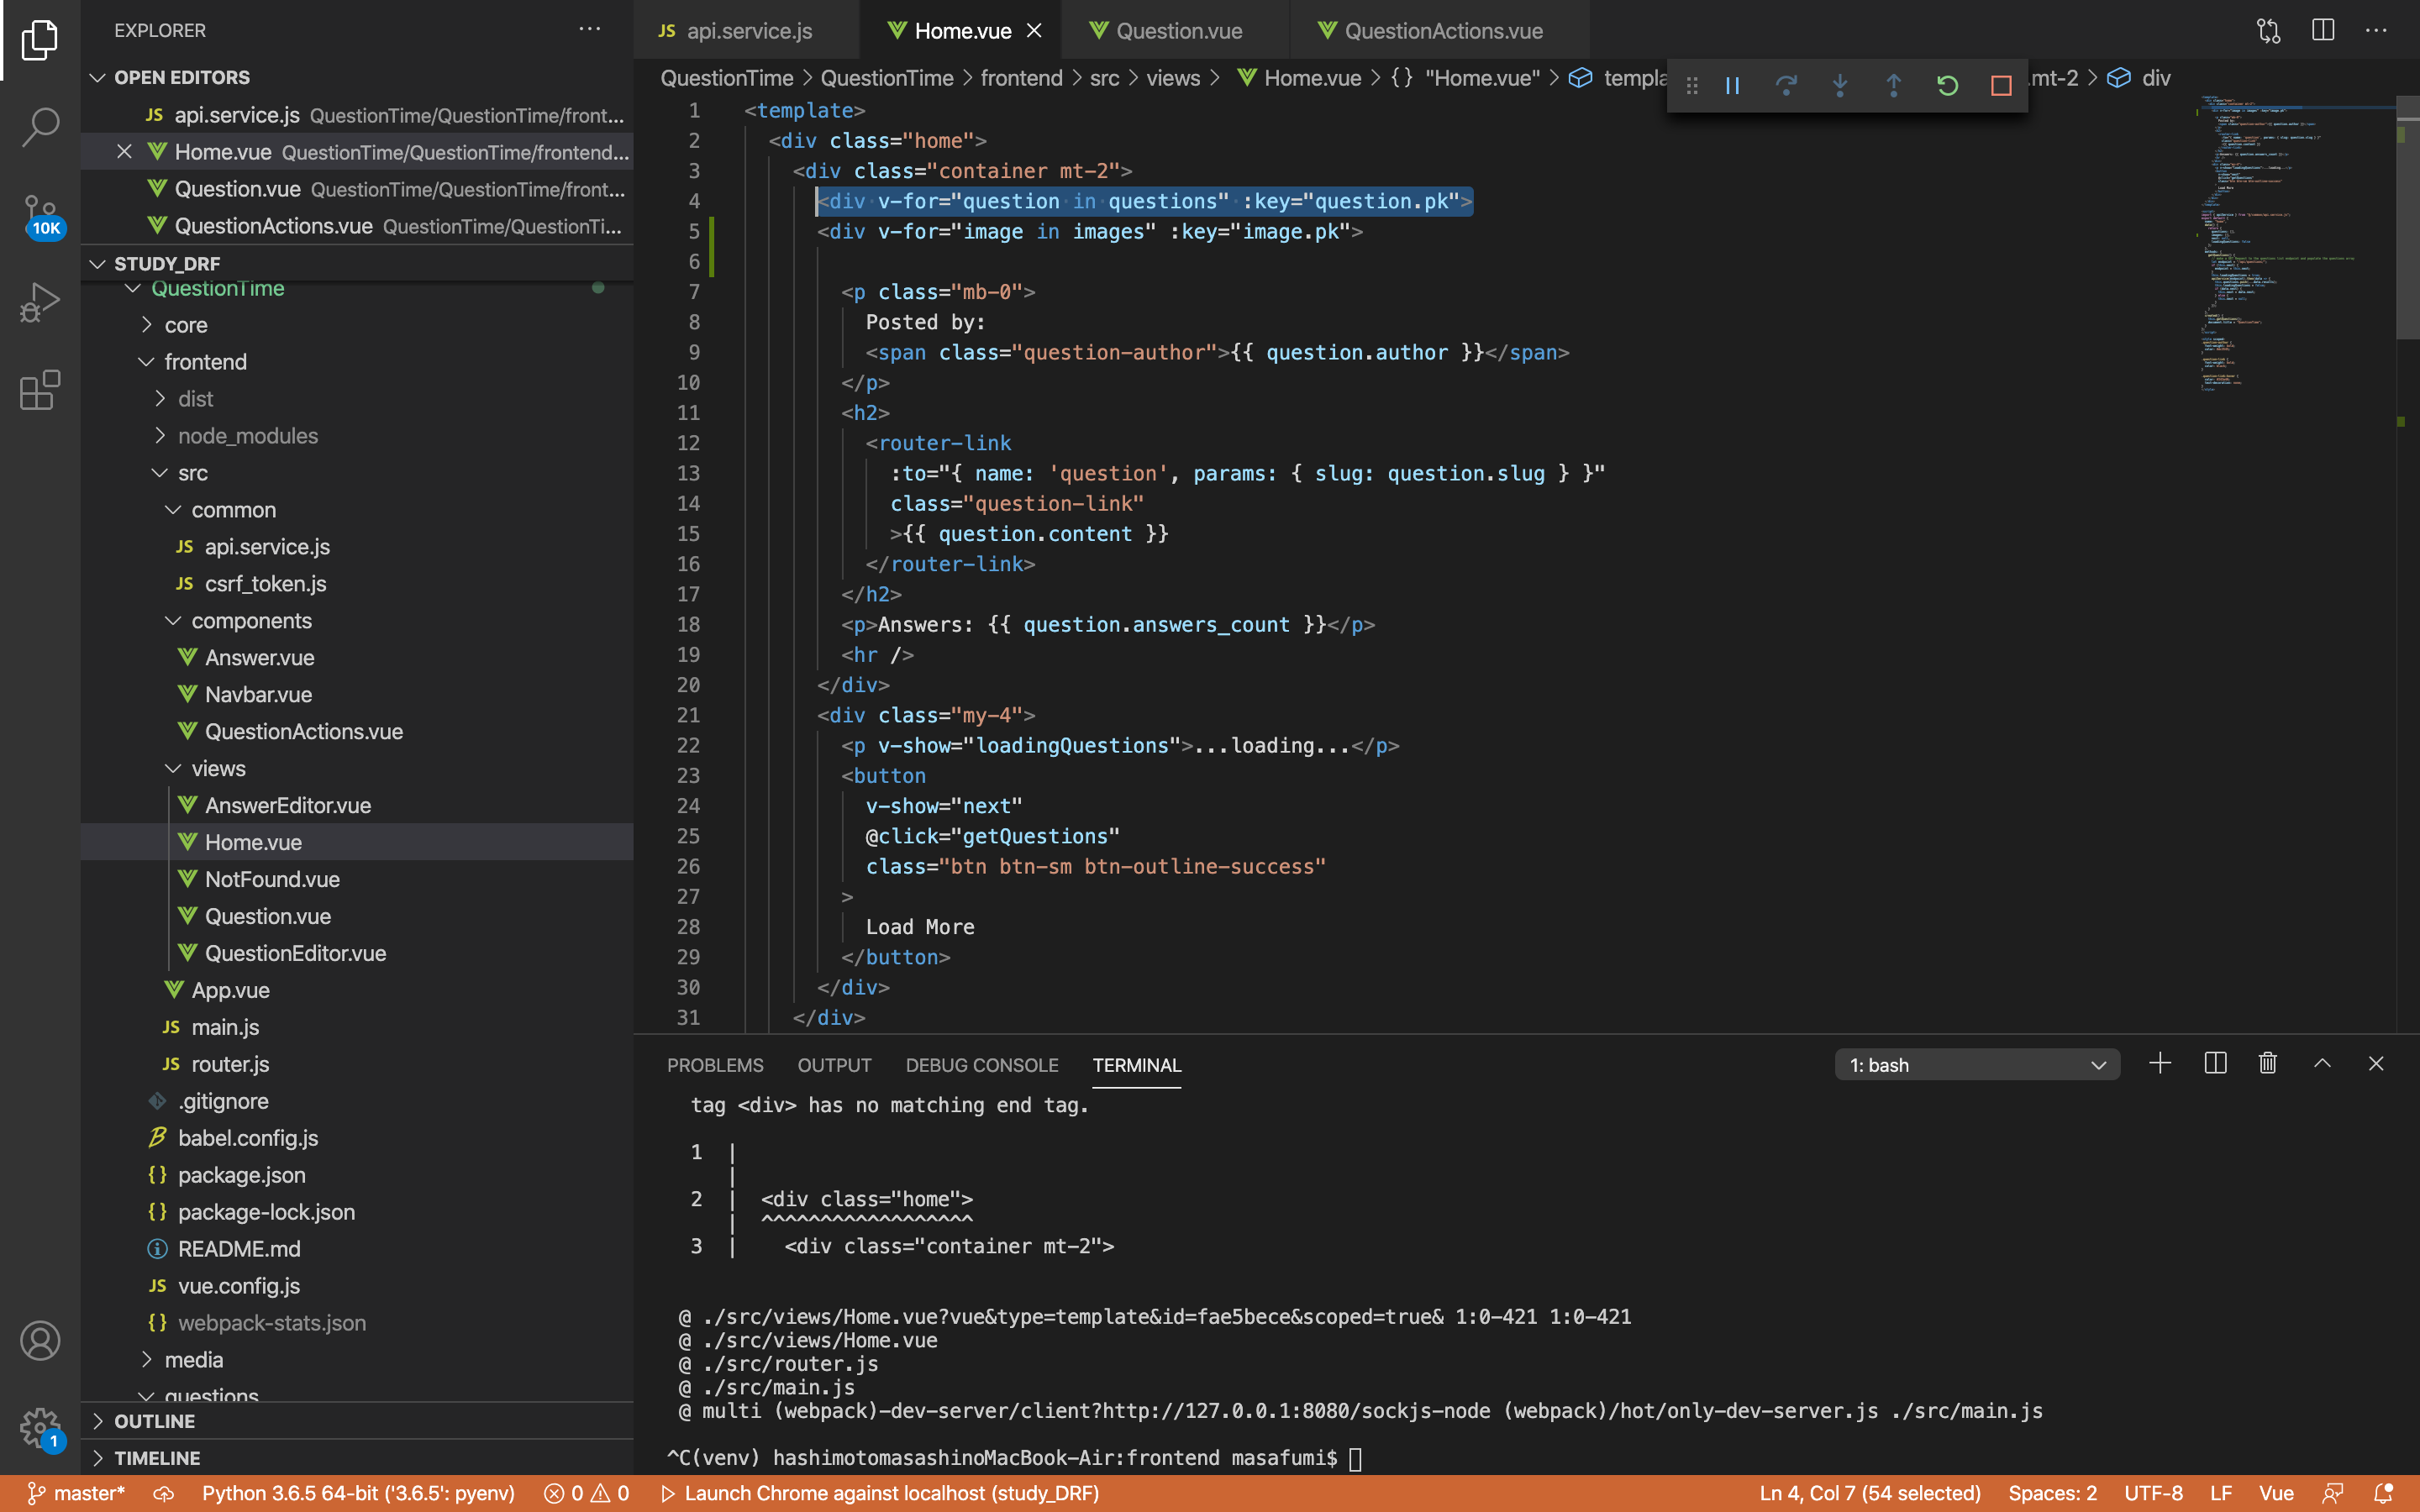 EXPLORER
OPEN EDITORS
JS api.service.js QuestionTime/QuestionTime/front...
Home.vue QuestionTime/QuestionTime/frontend...
Question.vue QuestionTime/QuestionTime/front...
QuestionActions.vue QuestionTime/QuestionTi...
STUDY_DRF
QuestionTime
core
frontend
dist
node_modules
src
common
JS api.service.js
JS csrf_token.js
components
Answer.vue
Navbar.vue
QuestionActions.vue
views
AnswerEditor.vue
Home.vue
NotFound.vue
Question.vue
QuestionEditor.vue
App.vue
JS main.js
JS router.js
.gitignore
babel.config.js
{} package.json
{} package-lock.json
README.md
JS vue.config.js
{} webpack-stats.json
media
questions
OUTLINE
TIMELINE
10K
1
JS api.service.js
Home.vue
Question.vue
QuestionActions.vue
QuestionTime > QuestionTime > frontend > src > views > Home.vue > {} "Home.vue" > templa
.mt-2 > div
1 <template>
2 <div class="home">
3 <div class="container mt-2">
4 <div v-for="question in questions" :key="question.pk">
5 <div v-for="image in images" :key="image.pk">
6
7 <p class="mb-0">
8 Posted by:
9 <span class="question-author">{{ question.author }}</span>
10 </p>
11 <h2>
12 <router-link
13 :to="{ name: 'question', params: { slug: question.slug } }"
14 class="question-link"
15 >{{ question.content }}
16 </router-link>
17 </h2>
18 <p>Answers: {{ question.answers_count }}</p>
19 <hr />
20 </div>
21 <div class="my-4">
22 <p v-show="loadingQuestions">...loading...</p>
23 <button
24 v-show="next"
25 @click="getQuestions"
26 class="btn btn-sm btn-outline-success"
27 >
28 Load More
29 </button>
30 </div>
31 </div>
PROBLEMS OUTPUT DEBUG CONSOLE TERMINAL
1: bash
tag <div> has no matching end tag.
1 |
|
2 | <div class="home">
| ^^^^^^^^^^^^^^^^^^
3 | <div class="container mt-2">
@ ./src/views/Home.vue?vue&type=template&id=fae5bece&scoped=true& 1:0-421 1:0-421
@ ./src/views/Home.vue
@ ./src/router.js
@ ./src/main.js
@ multi (webpack)-dev-server/client?http://127.0.0.1:8080/sockjs-node (webpack)/hot/only-dev-server.js ./src/main.js
^C(venv) hashimotomasashinoMacBook-Air:frontend masafumi$
master* Python 3.6.5 64-bit ('3.6.5': pyenv) 0 0 Launch Chrome against localhost (study_DRF) Ln 4, Col 7 (54 selected) Spaces: 2 UTF-8 LF Vue